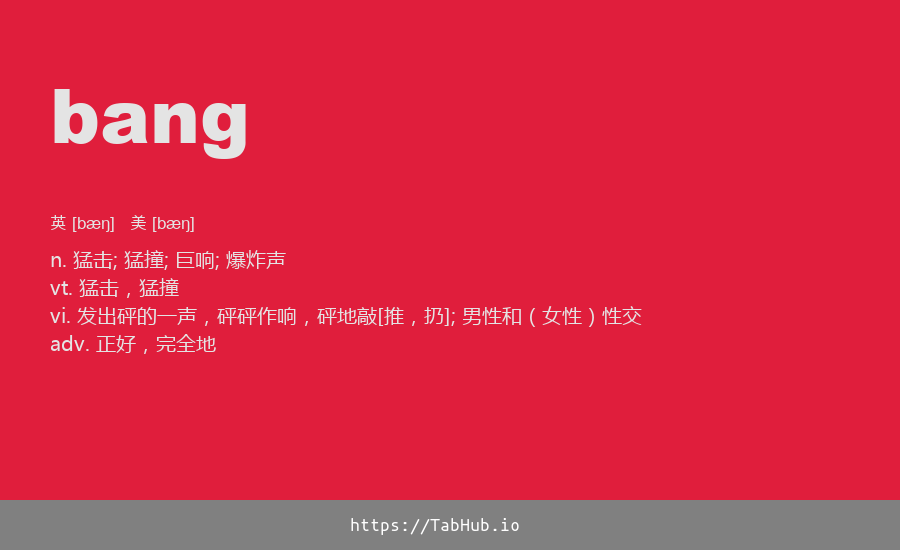 bang
英 [bæŋ] 美 [bæŋ]
n. 猛击; 猛撞; 巨响; 爆炸声
vt. 猛击，猛撞
vi. 发出砰的一声，砰砰作响，砰地敲[推，扔]; 男性和（女性）性交
adv. 正好，完全地
https://TabHub.io